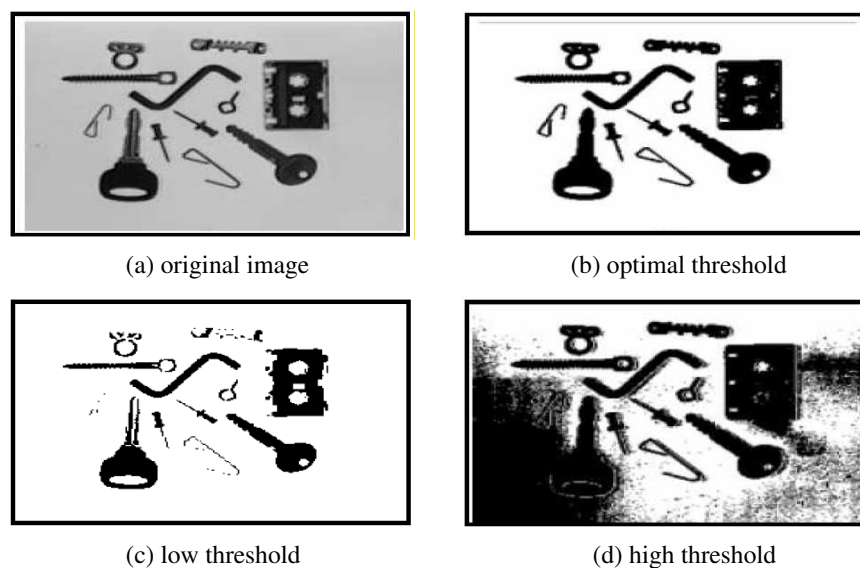 (a) original image
(b) optimal threshold
(c) low threshold
(d) high threshold